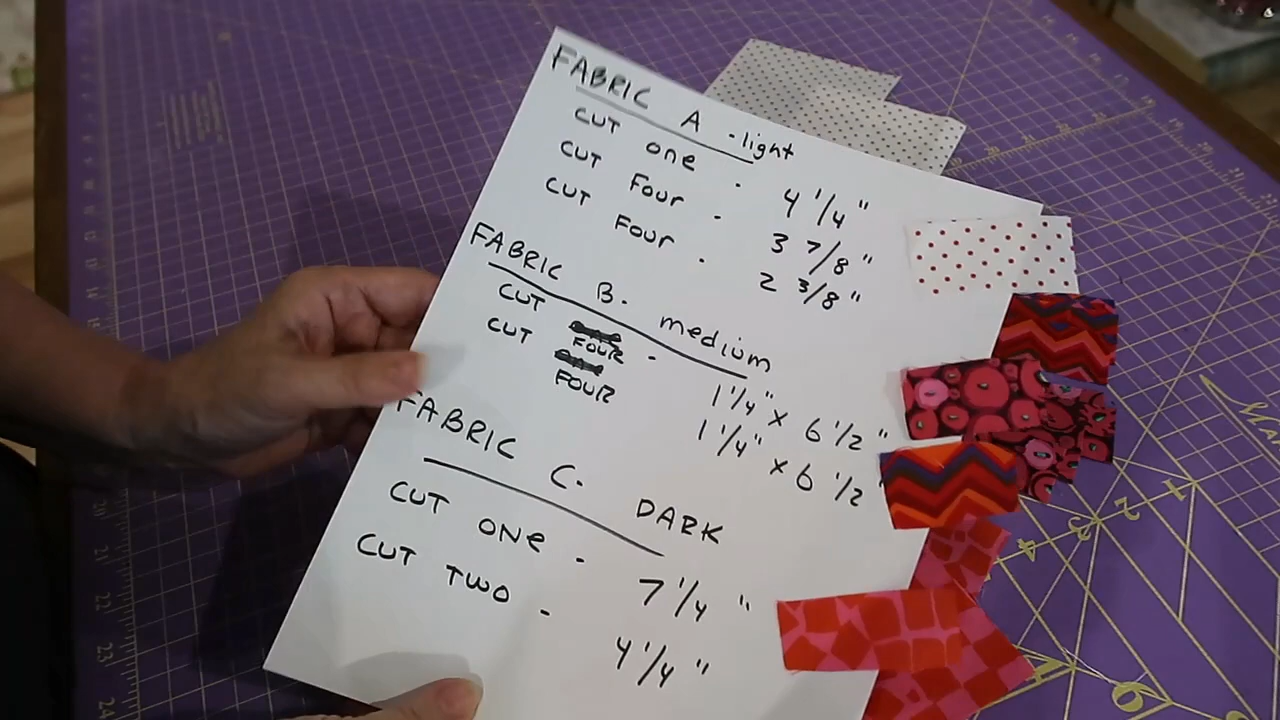 FABRIC A - light
CUT one - 4 1/4"
CUT FOUR - 3 7/8"
CUT FOUR - 2 3/8"
FABRIC B. medium
CUT FOUR - 1 1/4" x 6 1/2"
CUT FOUR 1 1/4" x 6 1/2
FABRIC C. DARK
CUT ONE - 7 1/4"
CUT TWO - 4 1/4"